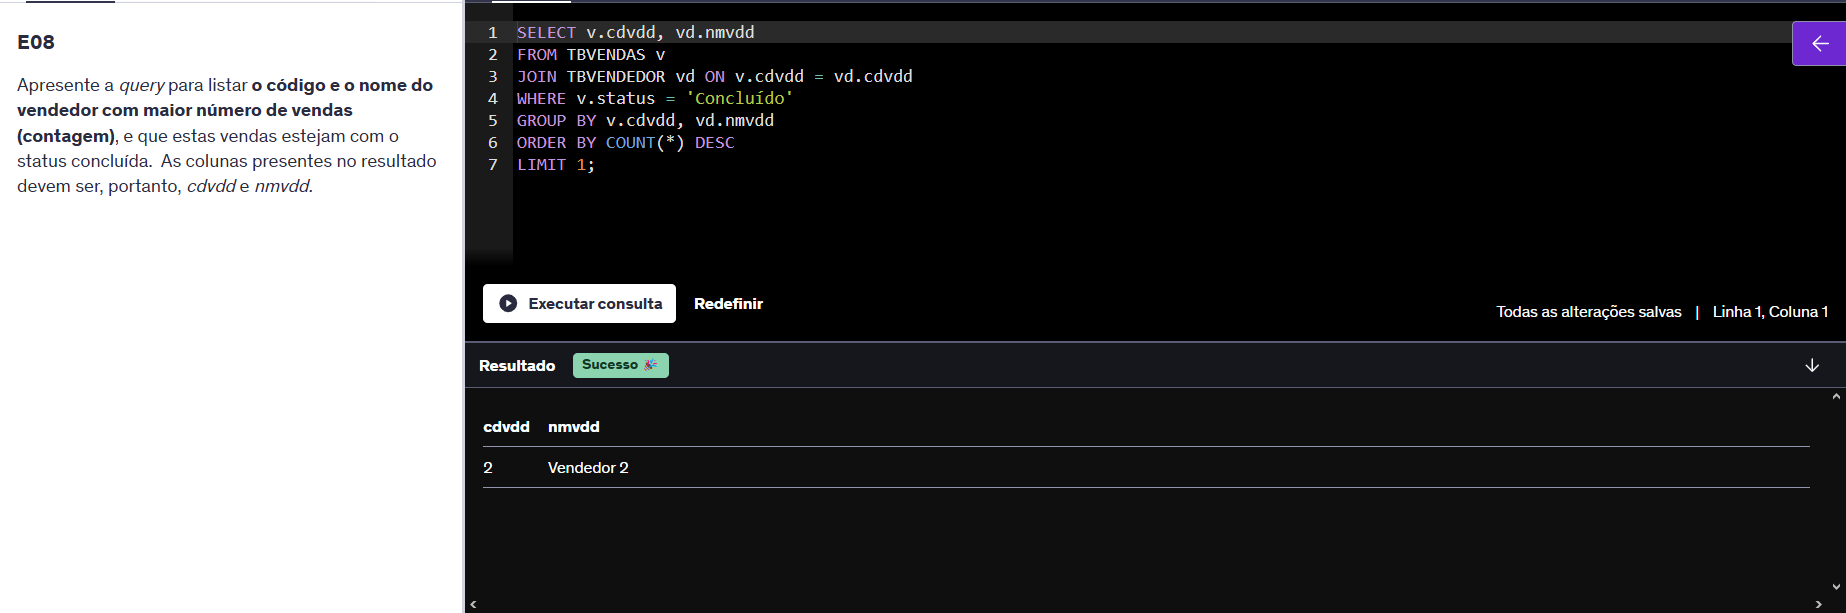 E08
Apresente a query para listar o código e o nome do
vendedor com maior número de vendas
(contagem), e que estas vendas estejam com o
status concluída.  As colunas presentes no resultado
devem ser, portanto, cdvdd e nmvdd.
1 SELECT v.cdvdd, vd.nmvdd
2 FROM TBVENDAS v
3 JOIN TBVENDEDOR vd ON v.cdvdd = vd.cdvdd
4 WHERE v.status = 'Concluído'
5 GROUP BY v.cdvdd, vd.nmvdd
6 ORDER BY COUNT(*) DESC
7 LIMIT 1;
Executar consulta Redefinir
Todas as alterações salvas | Linha 1, Coluna 1
Resultado Sucesso 🎉
cdvdd nmvdd
2 Vendedor 2